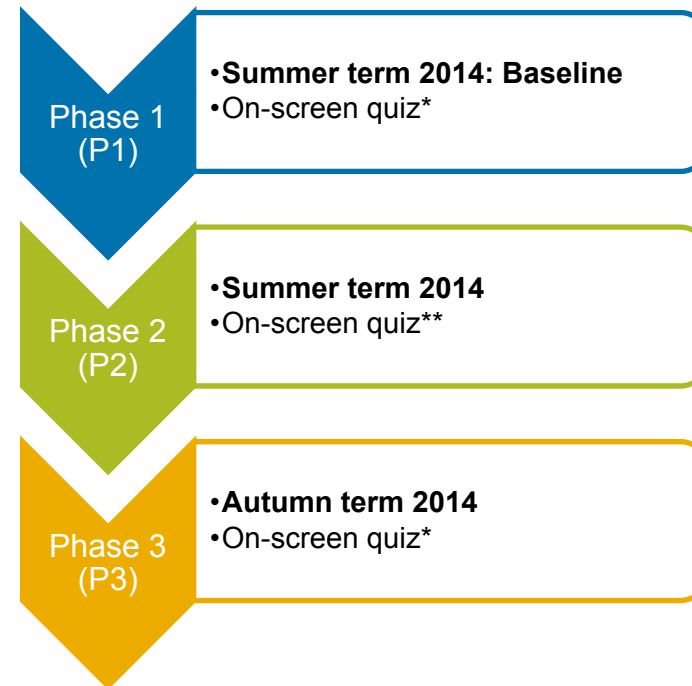 Phase 1
(P1)
•Summer term 2014: Baseline
•On-screen quiz*
Phase 2
(P2)
•Summer term 2014
•On-screen quiz**
Phase 3
(P3)
•Autumn term 2014
•On-screen quiz*